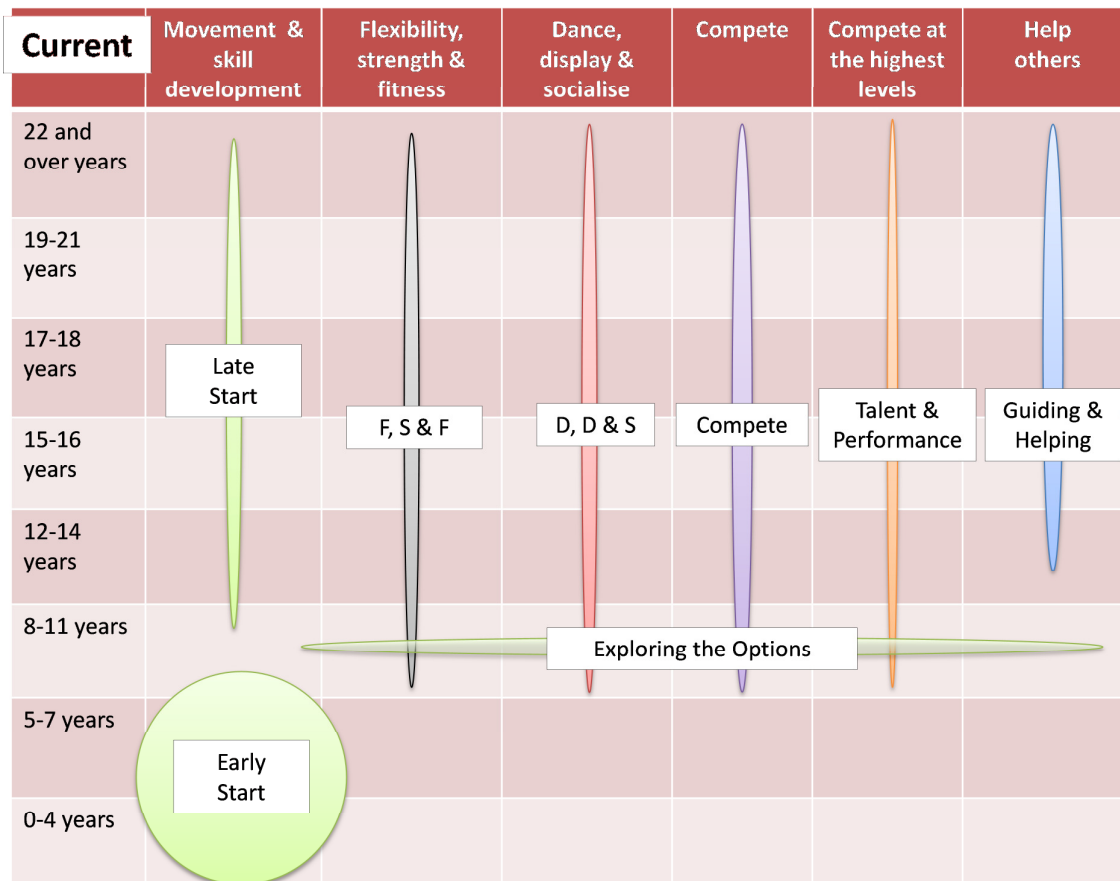 Current
Movement &
skill
development
Flexibility,
strength &
fitness
Dance,
display &
socialise
Compete
Compete at
the highest
levels
Help
others
22 and
over years
19-21
years
17-18
years
Late
Start
15-16
years
F, S & F
D, D & S
Compete
Talent &
Performance
Guiding &
Helping
12-14
years
8-11 years
Exploring the Options
5-7 years
Early
Start
0-4 years